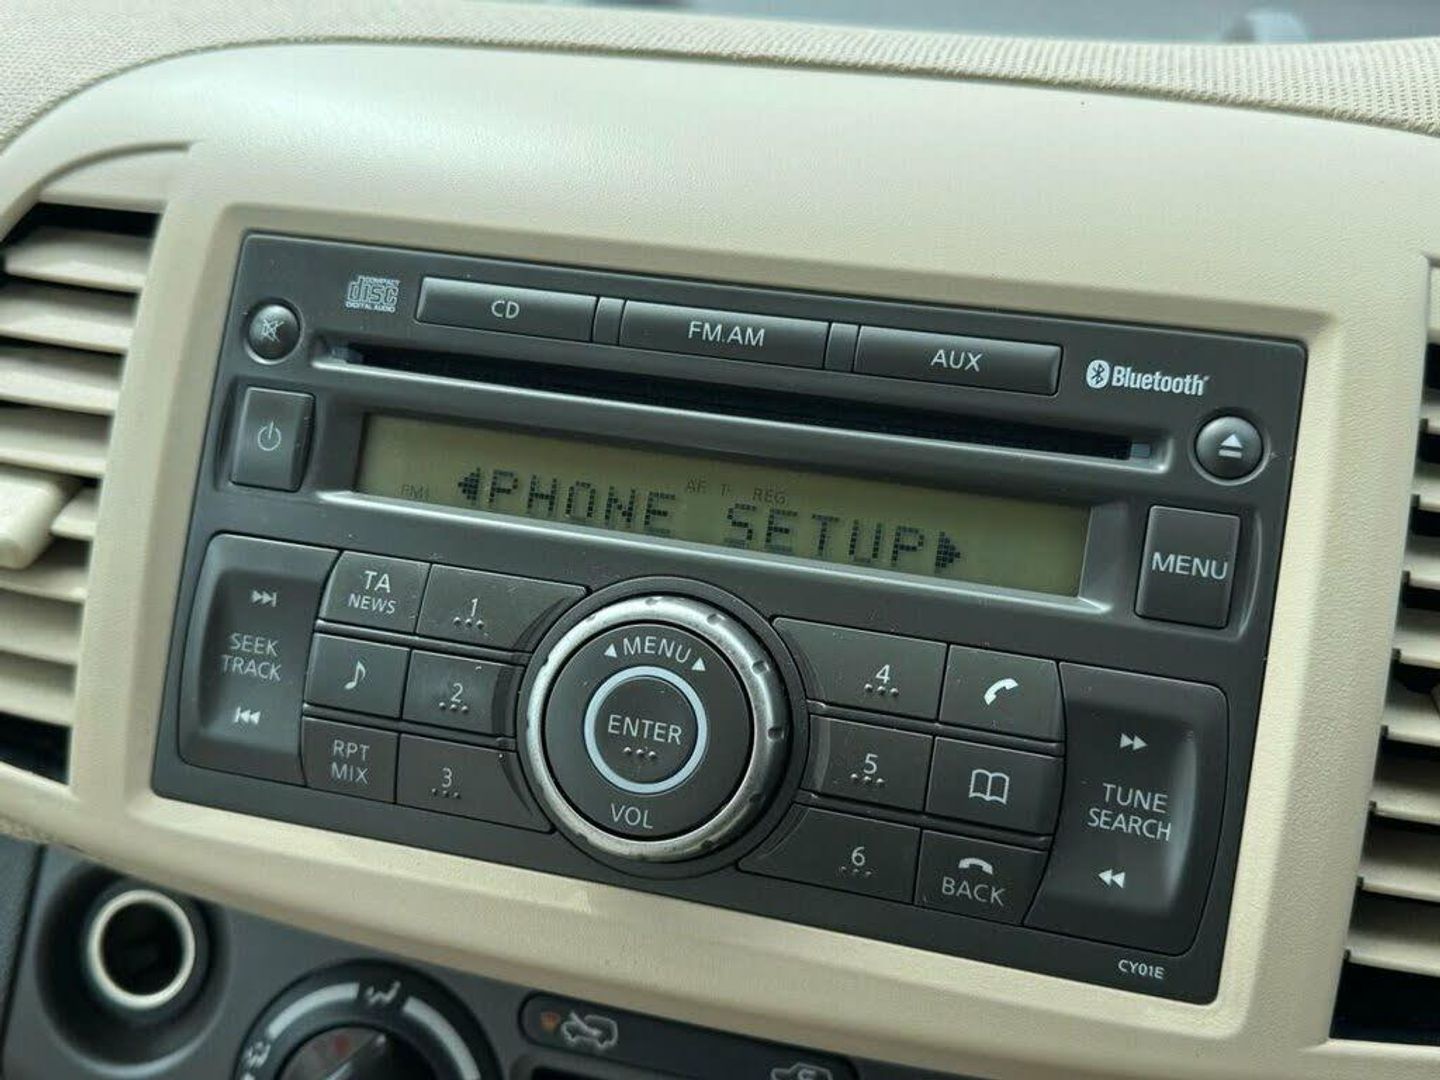 COMPACT
disc
DIGITAL AUDIO
CD
FM.AM
AUX
Bluetooth
FM1
AF T REG
PHONE SETUP
MENU
SEEK
TRACK
TA
NEWS
1
2
RPT
MIX
3
MENU
ENTER
VOL
4
5
6
BACK
TUNE
SEARCH
CY01E